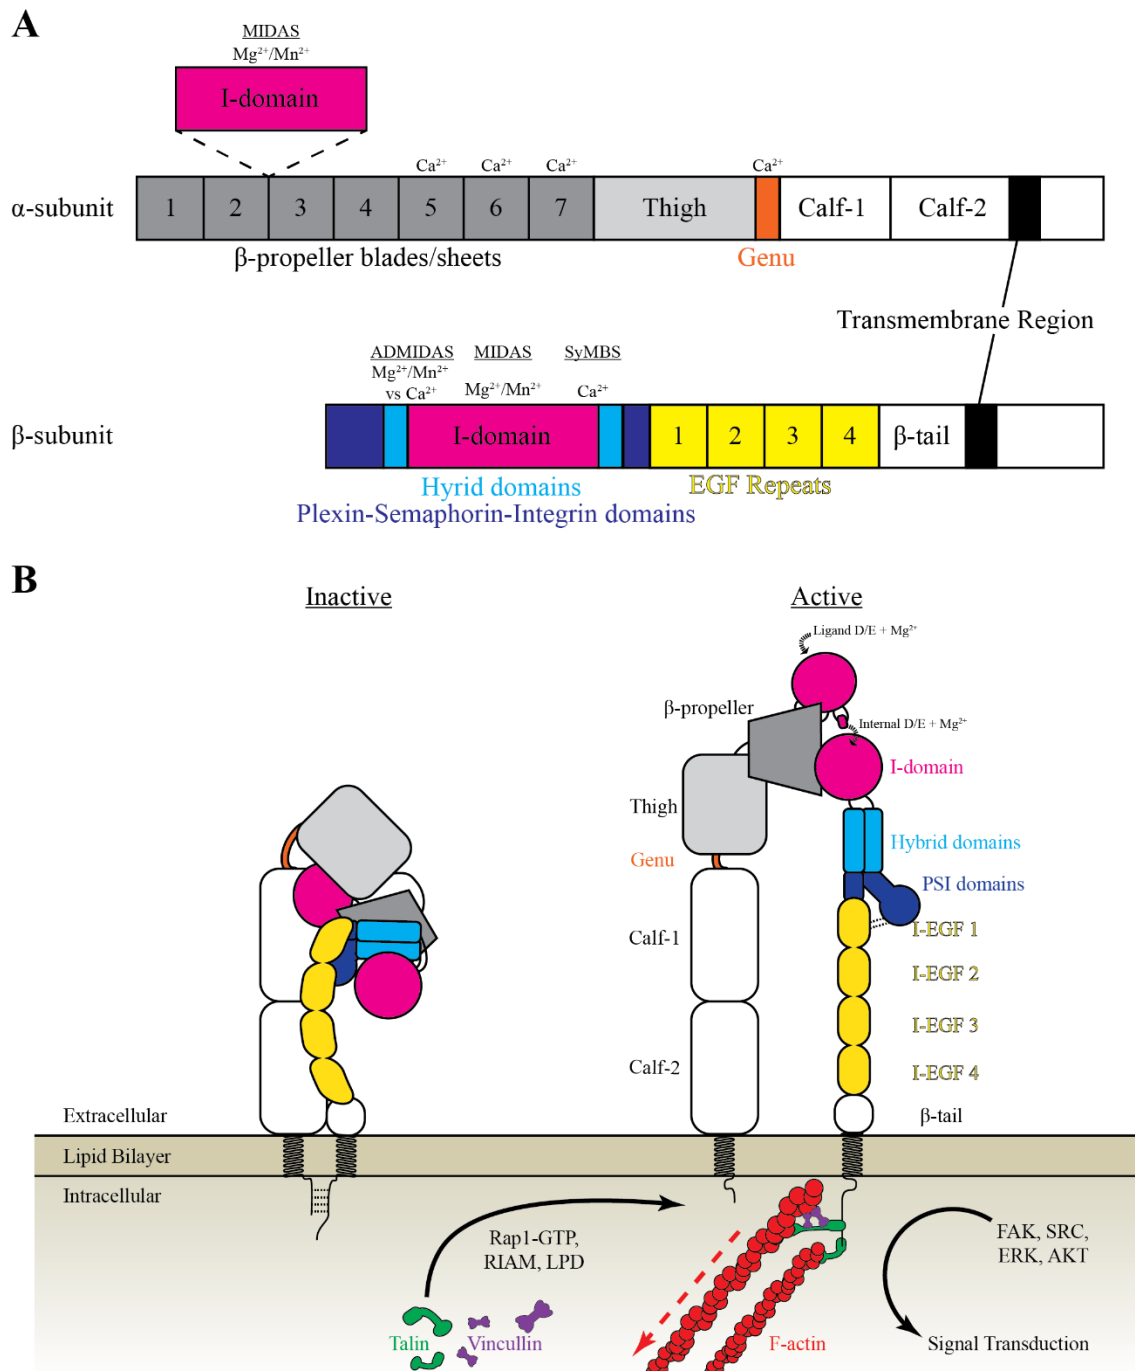 A
MIDAS
Mg²⁺/Mn²⁺
I-domain
Ca²⁺ Ca²⁺ Ca²⁺ Ca²⁺
α-subunit 1 2 3 4 5 6 7 Thigh Calf-1 Calf-2
β-propeller blades/sheets Genu
Transmembrane Region
ADMIDAS MIDAS SyMBS
Mg²⁺/Mn²⁺
vs Ca²⁺ Mg²⁺/Mn²⁺ Ca²⁺
β-subunit I-domain 1 2 3 4 β-tail
Hyrid domains EGF Repeats
Plexin-Semaphorin-Integrin domains
B
Inactive Active
Ligand D/E + Mg²⁺
β-propeller
Internal D/E + Mg²⁺
I-domain
Thigh
Hybrid domains
Genu
PSI domains
I-EGF 1
Calf-1
I-EGF 2
I-EGF 3
Calf-2
I-EGF 4
Extracellular β-tail
Lipid Bilayer
Intracellular
Rap1-GTP,
RIAM, LPD
FAK, SRC,
ERK, AKT
Talin Vincullin F-actin Signal Transduction